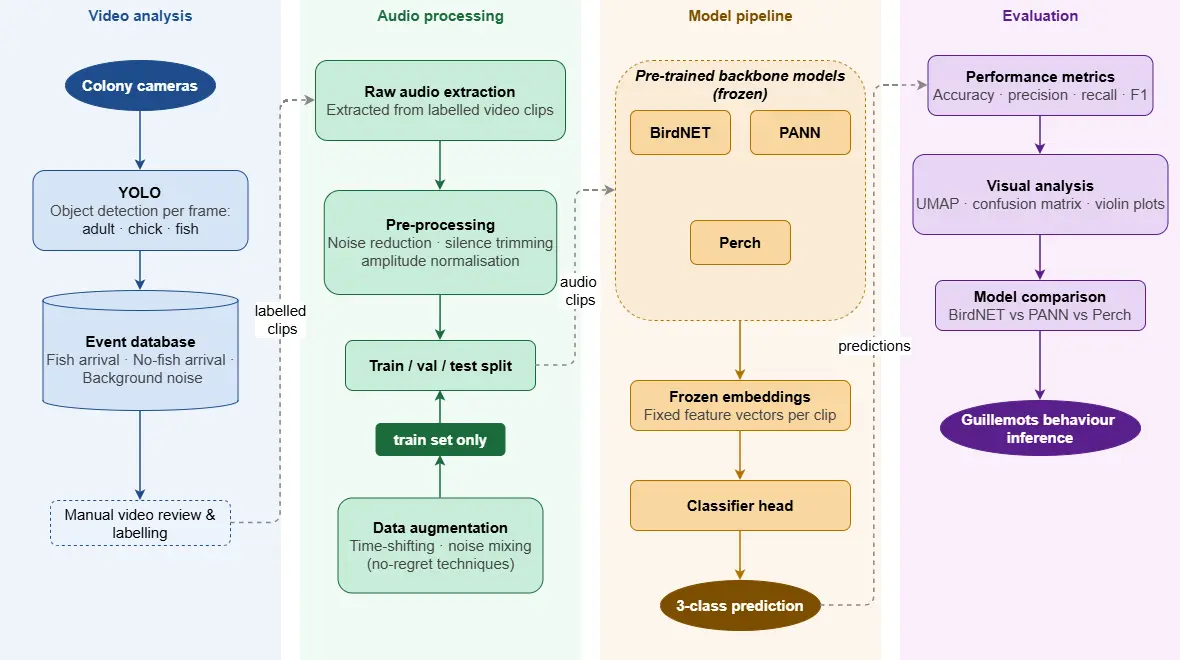 Video analysis
Colony cameras
YOLO
Object detection per frame:
adult · chick · fish
Event database
Fish arrival · No-fish arrival ·
Background noise
Manual video review &
labelling
labelled
clips
Audio processing
Raw audio extraction
Extracted from labelled video clips
Pre-processing
Noise reduction · silence trimming
amplitude normalisation
Train / val / test split
train set only
Data augmentation
Time-shifting · noise mixing
(no-regret techniques)
audio
clips
Model pipeline
Pre-trained backbone models
(frozen)
BirdNET
PANN
Perch
Frozen embeddings
Fixed feature vectors per clip
Classifier head
3-class prediction
predictions
Evaluation
Performance metrics
Accuracy · precision · recall · F1
Visual analysis
UMAP · confusion matrix · violin plots
Model comparison
BirdNET vs PANN vs Perch
Guillemots behaviour
inference